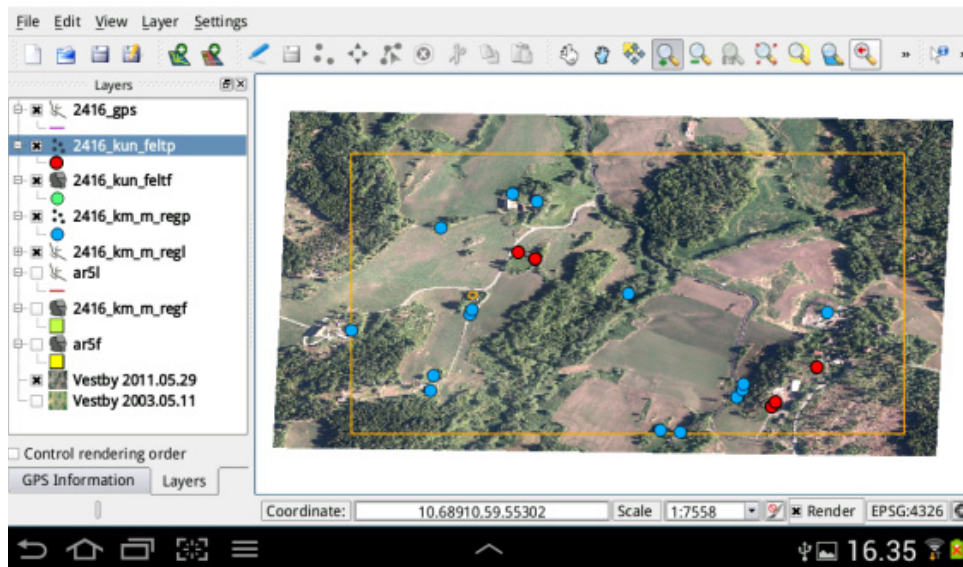 File Edit View Layer Settings
Layers
2416_gps
2416_kun_feltp
2416_kun_feltf
2416_km_m_regp
2416_km_m_regl
ar5l
2416_km_m_regf
ar5f
Vestby 2011.05.29
Vestby 2003.05.11
Control rendering order
GPS Information Layers
Coordinate: 10.68910,59.55302 Scale 1:7558 Render EPSG:4326
16.35